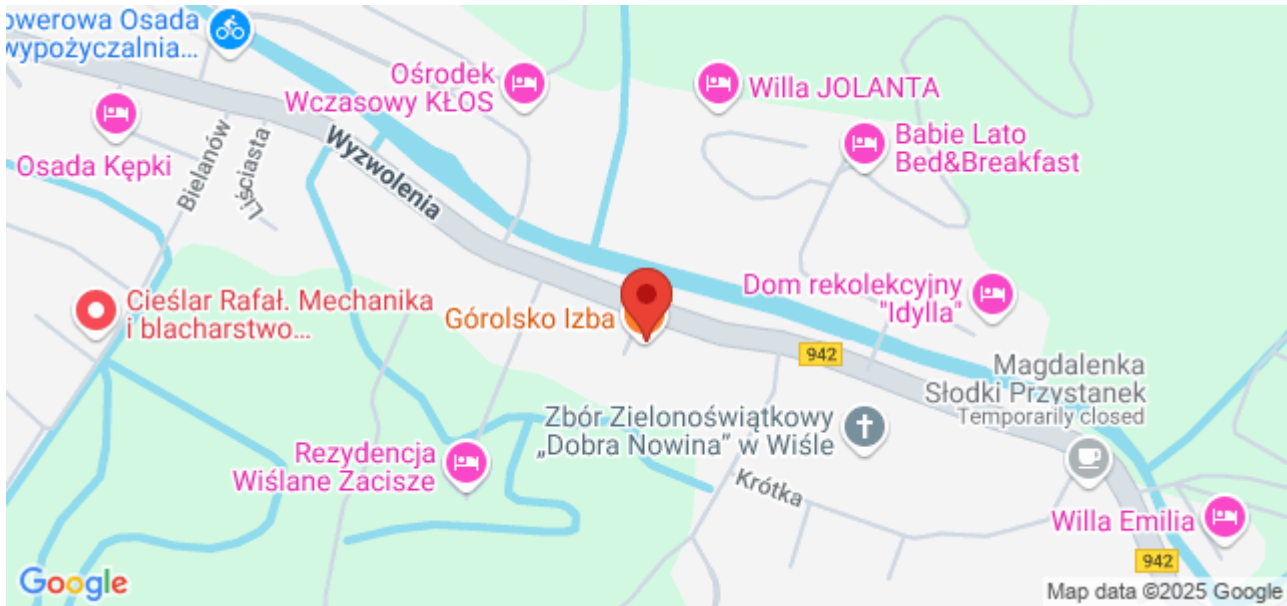 owerowa Osada
wypożyczalnia...
Ośrodek
Wczasowy KŁOS
Willa JOLANTA
Babie Lato
Bed&Breakfast
Osada Kępki
Bielanów
Liściasta
Wyzwolenia
Cieślar Rafał. Mechanika
i blacharstwo...
Górolsko Izba
Dom rekolekcyjny
"Idylla"
942
Magdalenka
Słodki Przystanek
Temporarily closed
Zbór Zielonoświątkowy
„Dobra Nowina” w Wiśle
Rezydencja
Wiślane Zacisze
Krótka
Willa Emilia
942
Google
Map data ©2025 Google